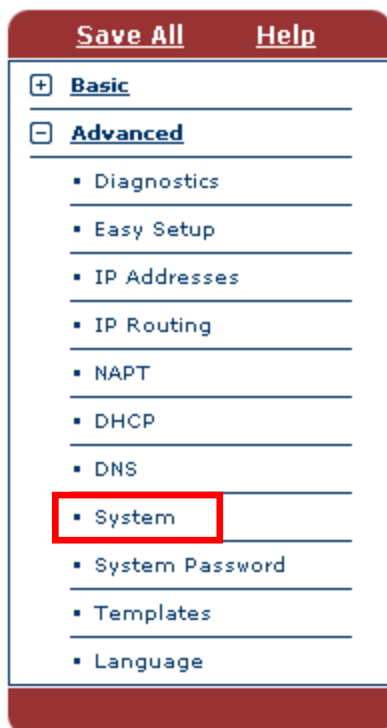 Save All Help
Basic
Advanced
Diagnostics
Easy Setup
IP Addresses
IP Routing
NAPT
DHCP
DNS
System
System Password
Templates
Language